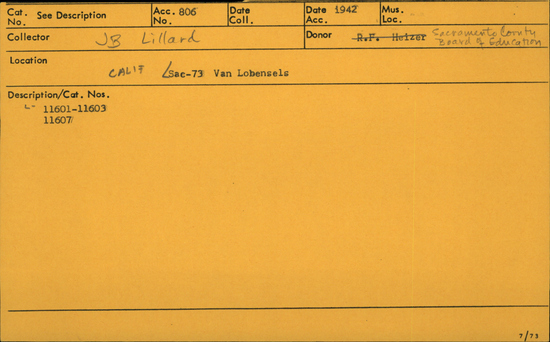 Cat. No. See Description Acc. No. 806 Date Coll. Date Acc. 1942 Mus. Loc.
Collector JB Lillard Donor R.F. Heizer Sacramento County Board of Education
Location
CALIF Sac-73 Van Lobensels
Description/Cat. Nos.
L- 11601-11603
11607
7/73